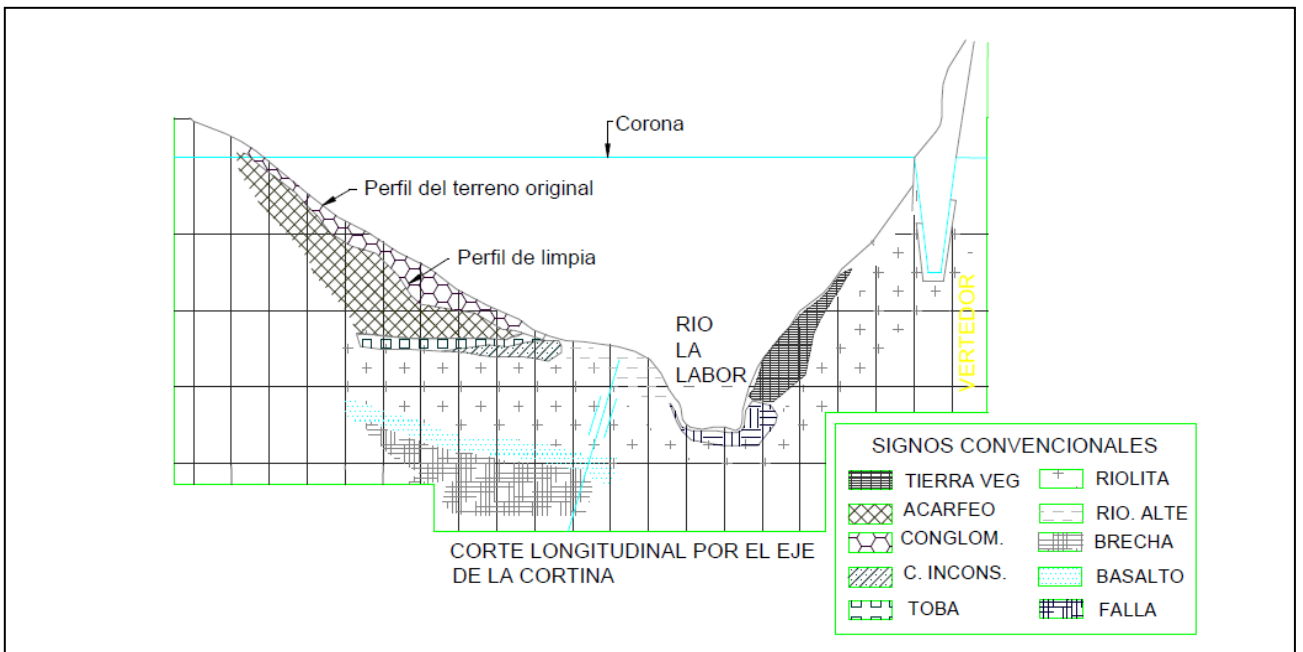 Corona
Perfil del terreno original
Perfil de limpia
RIO
LA
LABOR
VERTEDOR
CORTE LONGITUDINAL POR EL EJE
DE LA CORTINA
SIGNOS CONVENCIONALES
TIERRA VEG
RIOLITA
ACARFEO
RIO. ALTE
CONGLOM.
BRECHA
C. INCONS.
BASALTO
TOBA
FALLA